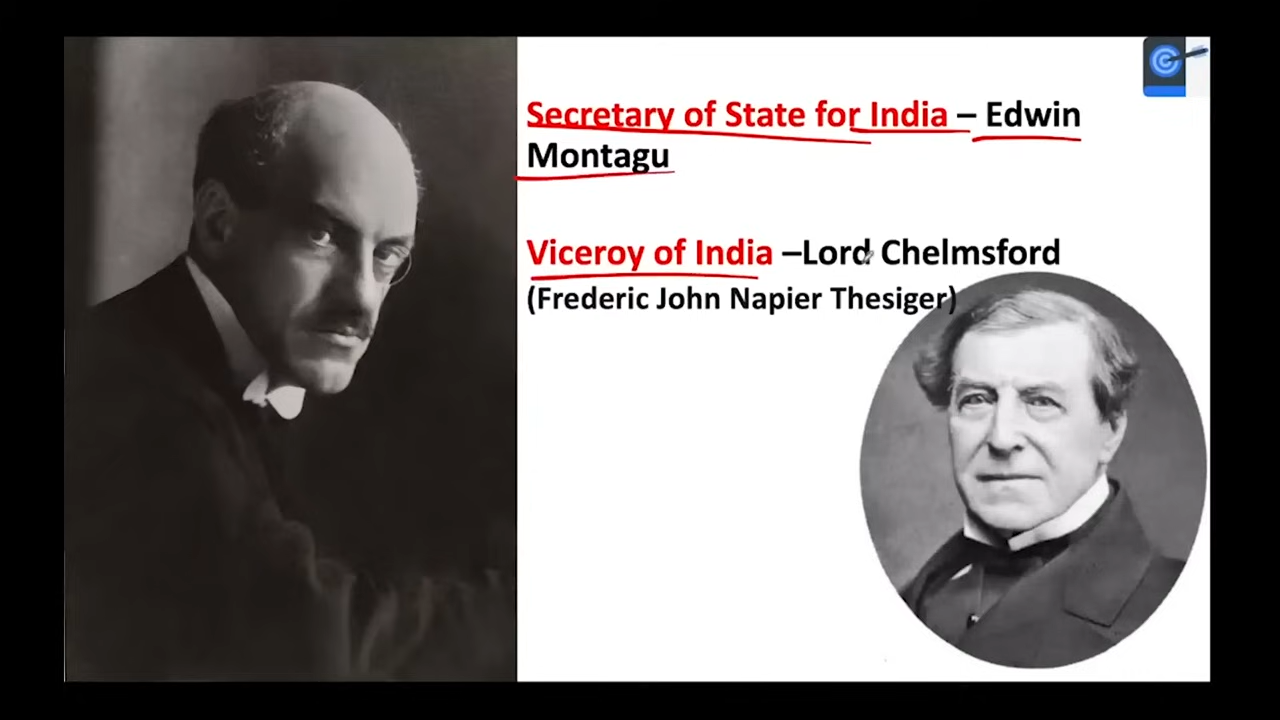 Secretary of State for India – Edwin
Montagu
Viceroy of India –Lord Chelmsford
(Frederic John Napier Thesiger)